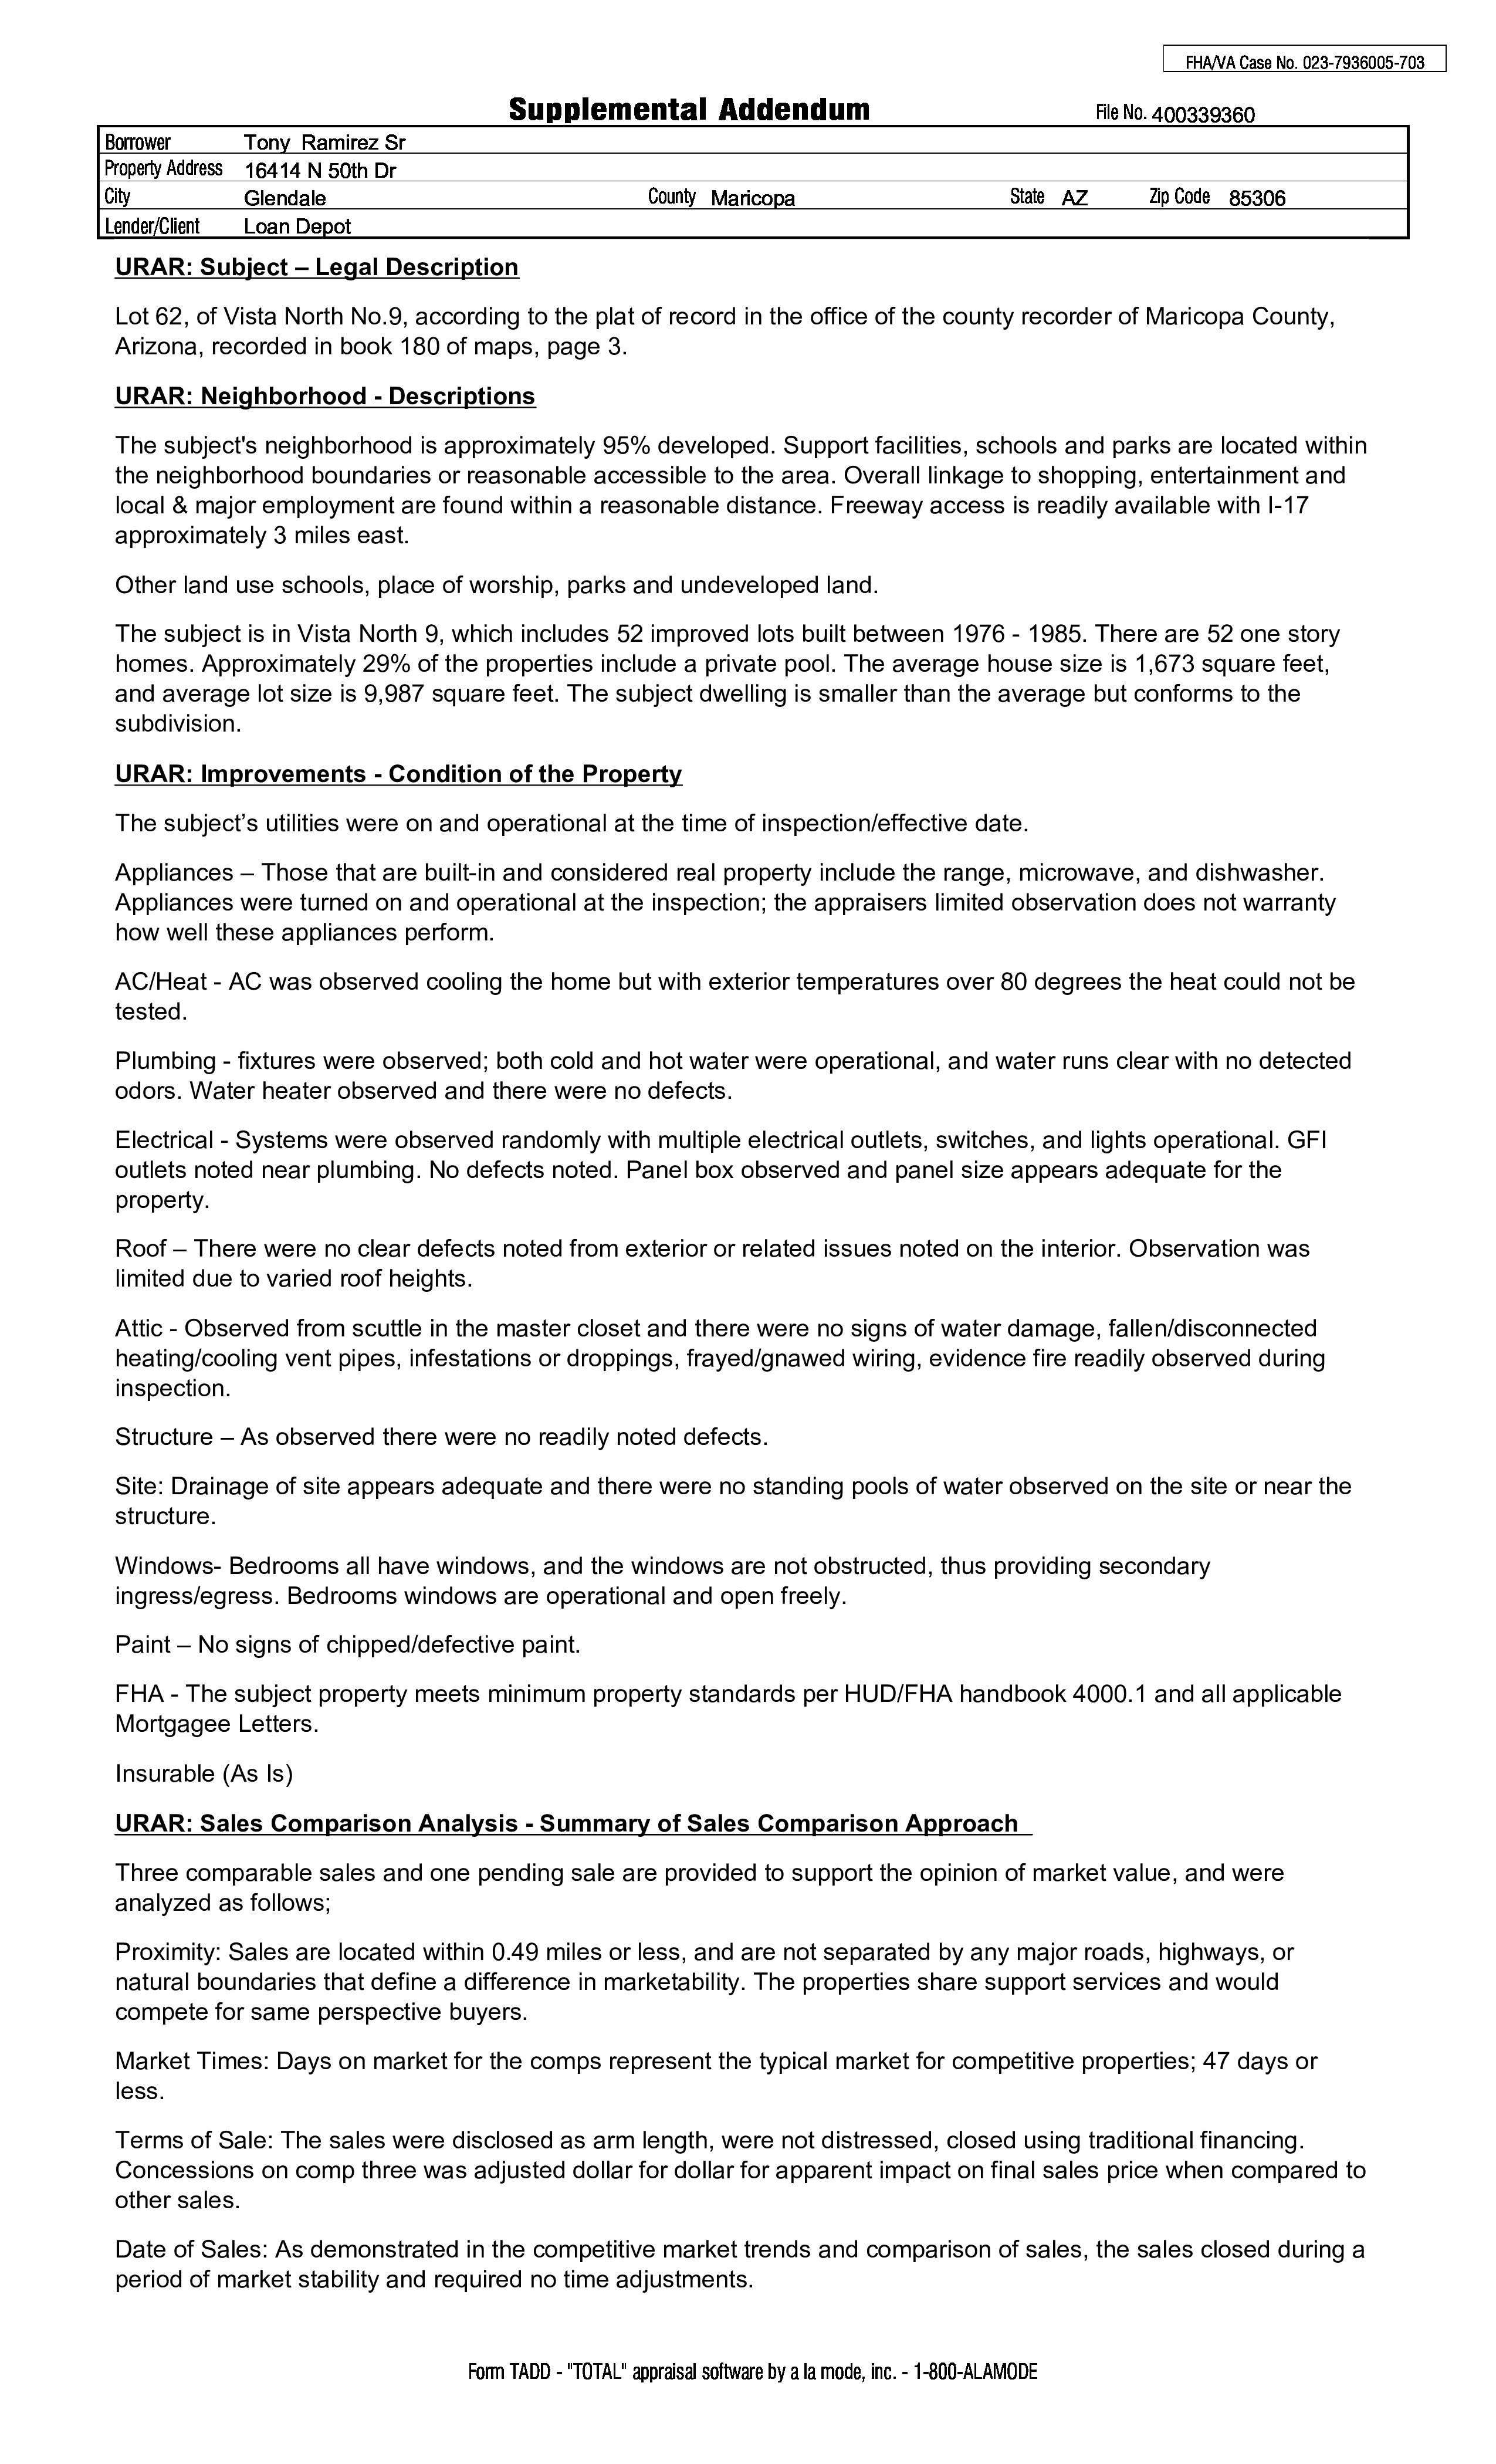 FHA/VA Case No. 023-7936005-703
Supplemental Addendum
File No. 400339360
Borrower Tony Ramirez Sr
Property Address 16414 N 50th Dr
City Glendale County Maricopa State AZ Zip Code 85306
Lender/Client Loan Depot
URAR: Subject – Legal Description
Lot 62, of Vista North No.9, according to the plat of record in the office of the county recorder of Maricopa County,
Arizona, recorded in book 180 of maps, page 3.
URAR: Neighborhood - Descriptions
The subject's neighborhood is approximately 95% developed. Support facilities, schools and parks are located within
the neighborhood boundaries or reasonable accessible to the area. Overall linkage to shopping, entertainment and
local & major employment are found within a reasonable distance. Freeway access is readily available with I-17
approximately 3 miles east.
Other land use schools, place of worship, parks and undeveloped land.
The subject is in Vista North 9, which includes 52 improved lots built between 1976 - 1985. There are 52 one story
homes. Approximately 29% of the properties include a private pool. The average house size is 1,673 square feet,
and average lot size is 9,987 square feet. The subject dwelling is smaller than the average but conforms to the
subdivision.
URAR: Improvements - Condition of the Property
The subject’s utilities were on and operational at the time of inspection/effective date.
Appliances – Those that are built-in and considered real property include the range, microwave, and dishwasher.
Appliances were turned on and operational at the inspection; the appraisers limited observation does not warranty
how well these appliances perform.
AC/Heat - AC was observed cooling the home but with exterior temperatures over 80 degrees the heat could not be
tested.
Plumbing - fixtures were observed; both cold and hot water were operational, and water runs clear with no detected
odors. Water heater observed and there were no defects.
Electrical - Systems were observed randomly with multiple electrical outlets, switches, and lights operational. GFI
outlets noted near plumbing. No defects noted. Panel box observed and panel size appears adequate for the
property.
Roof – There were no clear defects noted from exterior or related issues noted on the interior. Observation was
limited due to varied roof heights.
Attic - Observed from scuttle in the master closet and there were no signs of water damage, fallen/disconnected
heating/cooling vent pipes, infestations or droppings, frayed/gnawed wiring, evidence fire readily observed during
inspection.
Structure – As observed there were no readily noted defects.
Site: Drainage of site appears adequate and there were no standing pools of water observed on the site or near the
structure.
Windows- Bedrooms all have windows, and the windows are not obstructed, thus providing secondary
ingress/egress. Bedrooms windows are operational and open freely.
Paint – No signs of chipped/defective paint.
FHA - The subject property meets minimum property standards per HUD/FHA handbook 4000.1 and all applicable
Mortgagee Letters.
Insurable (As Is)
URAR: Sales Comparison Analysis - Summary of Sales Comparison Approach
Three comparable sales and one pending sale are provided to support the opinion of market value, and were
analyzed as follows;
Proximity: Sales are located within 0.49 miles or less, and are not separated by any major roads, highways, or
natural boundaries that define a difference in marketability. The properties share support services and would
compete for same perspective buyers.
Market Times: Days on market for the comps represent the typical market for competitive properties; 47 days or
less.
Terms of Sale: The sales were disclosed as arm length, were not distressed, closed using traditional financing.
Concessions on comp three was adjusted dollar for dollar for apparent impact on final sales price when compared to
other sales.
Date of Sales: As demonstrated in the competitive market trends and comparison of sales, the sales closed during a
period of market stability and required no time adjustments.
Form TADD - "TOTAL" appraisal software by a la mode, inc. - 1-800-ALAMODE